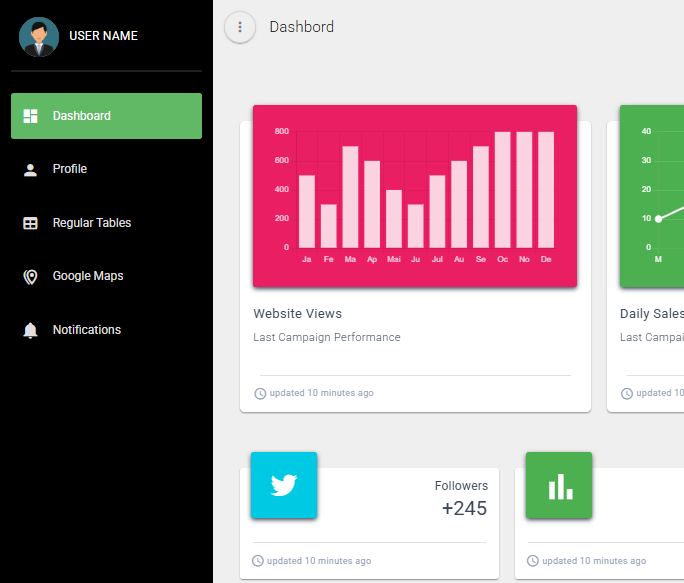 USER NAME
Dashboard
Profile
Regular Tables
Google Maps
Notifications
Dashbord
800
600
400
200
0
Ja Fe Ma Ap Mai Ju Jul Au Se Oc No De
Website Views
Last Campaign Performance
updated 10 minutes ago
40
30
20
10
0
M
Daily Sales
Last Campai
updated 10
Followers
+245
updated 10 minutes ago
updated 10 minutes ago